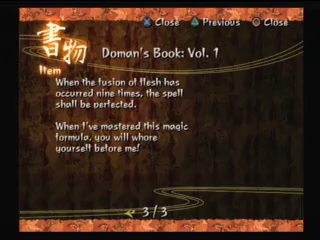 Close Previous Close
書物
Item
Doman's Book: Vol. 1
When the fusion of flesh has
occurred nine times, the spell
shall be perfected.
When I've mastered this magic
formula, you will whore
yourself before me!
3/3